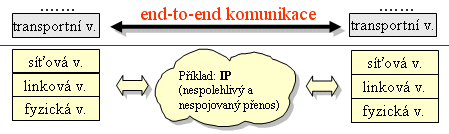 .......
end-to-end komunikace
.......
transportní v.
transportní v.
síťová v.
linková v.
fyzická v.
Příklad: IP
(nespolehlivý a
nespojovaný přenos)
síťová v.
linková v.
fyzická v.